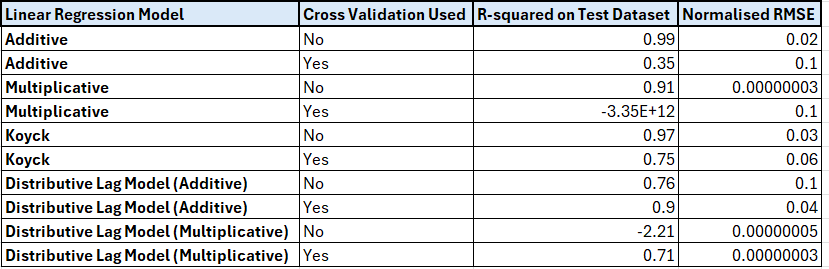 Linear Regression Model Cross Validation Used R-squared on Test Dataset Normalised RMSE
Additive No 0.99 0.02
Additive Yes 0.35 0.1
Multiplicative No 0.91 0.00000003
Multiplicative Yes -3.35E+12 0.1
Koyck No 0.97 0.03
Koyck Yes 0.75 0.06
Distributive Lag Model (Additive) No 0.76 0.1
Distributive Lag Model (Additive) Yes 0.9 0.04
Distributive Lag Model (Multiplicative) No -2.21 0.00000005
Distributive Lag Model (Multiplicative) Yes 0.71 0.00000003